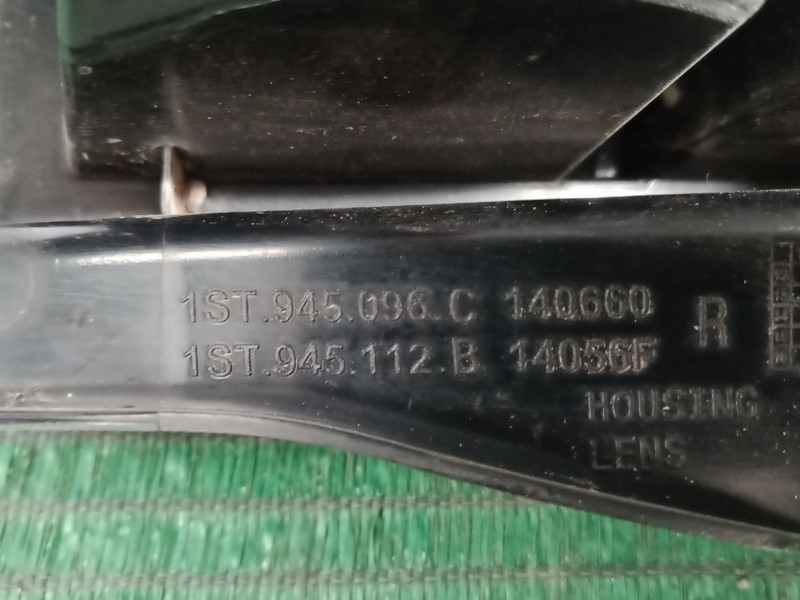 1ST.945.096.C 140660 R
1ST.945.112.B 14056F
HOUSING
LENS